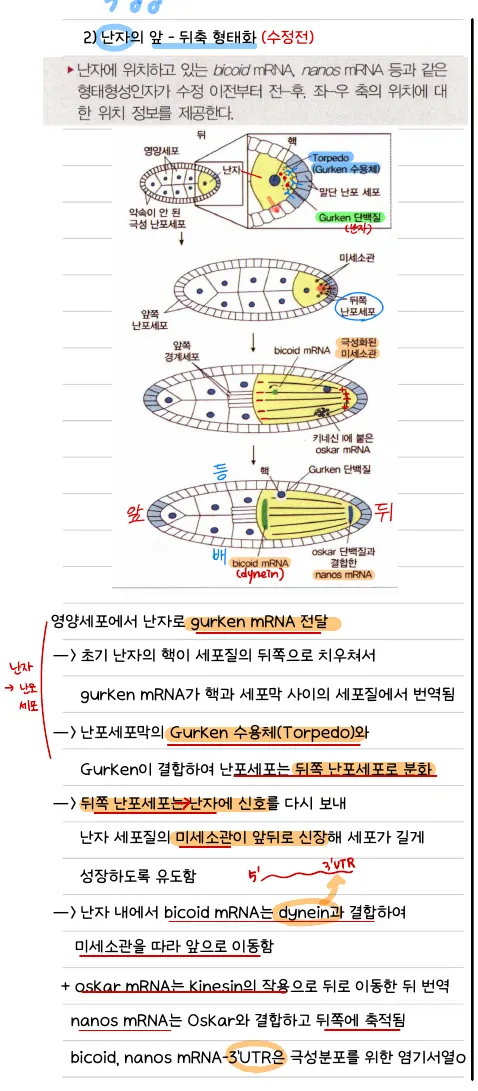 2) 난자의 앞 - 뒤축 형태화 (수정전)
▶ 난자에 위치하고 있는 bicoid mRNA, nanos mRNA 등과 같은
형태형성인자가 수정 이전부터 전-후, 좌-우 축의 위치에 대
한 위치 정보를 제공한다.
뒤
영양세포
난자
핵
Torpedo
(Gurken 수용체)
말단 난포 세포
Gurken 단백질
(난자)
약속이 안 된
극성 난포세포
미세소관
앞쪽
난포세포
뒤쪽
난포세포
앞쪽
경계세포
bicoid mRNA
극성화된
미세소관
키네신 I에 붙은
oskar mRNA
등
핵
Gurken 단백질
앞
뒤
배
bicoid mRNA
(dynein)
oskar 단백질과
결합한
nanos mRNA
영양세포에서 난자로 gurken mRNA 전달
난자
→ 난포
세포
—> 초기 난자의 핵이 세포질의 뒤쪽으로 치우쳐서
gurken mRNA가 핵과 세포막 사이의 세포질에서 번역됨
—> 난포세포막의 Gurken 수용체(Torpedo)와
Gurken이 결합하여 난포세포는 뒤쪽 난포세포로 분화
—> 뒤쪽 난포세포는→난자에 신호를 다시 보내
난자 세포질의 미세소관이 앞뒤로 신장해 세포가 길게
성장하도록 유도함
5' 3'UTR
—> 난자 내에서 bicoid mRNA는 dynein과 결합하여
미세소관을 따라 앞으로 이동함
+ oskar mRNA는 Kinesin의 작용으로 뒤로 이동한 뒤 번역
nanos mRNA는 Oskar와 결합하고 뒤쪽에 축적됨
bicoid, nanos mRNA-3'UTR은 극성분포를 위한 염기서열o